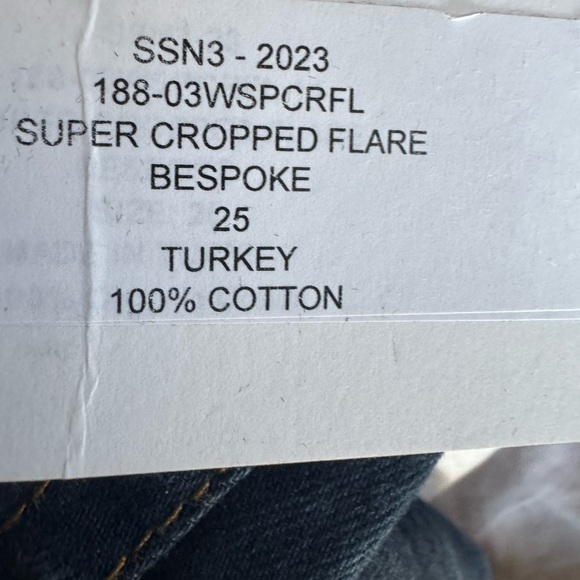 SSN3 - 2023
188-03WSPCRFL
SUPER CROPPED FLARE
BESPOKE
25
TURKEY
100% COTTON